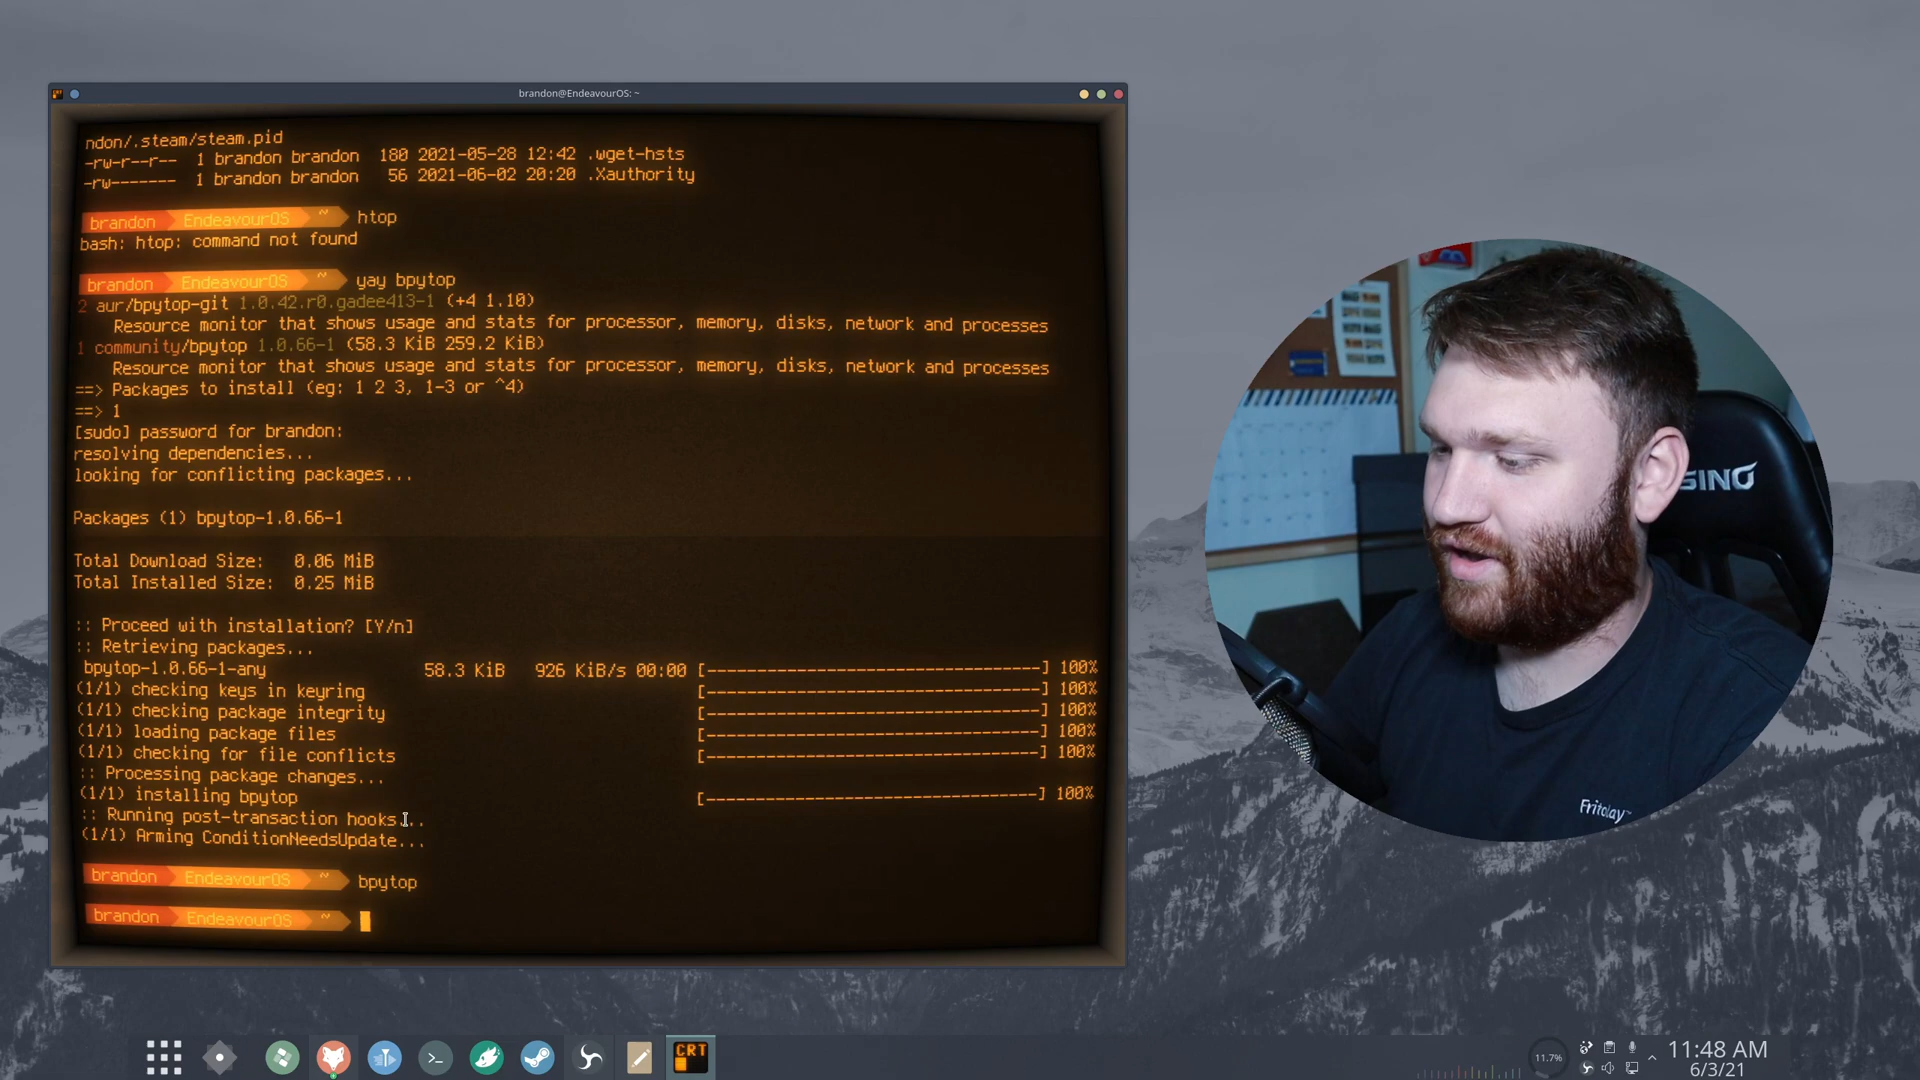 brandon@EndeavourOS: ~
ndon/.steam/steam.pid
-rw-r--r-- 1 brandon brandon 180 2021-05-28 12:42 .wget-hsts
-rw------- 1 brandon brandon 56 2021-06-02 20:20 .Xauthority
brandon EndeavourOS ~ htop
bash: htop: command not found
brandon EndeavourOS ~ yay bpytop
2 aur/bpytop-git 1.0.42.r0.gadee413-1 (+4 1.10)
Resource monitor that shows usage and stats for processor, memory, disks, network and processes
1 community/bpytop 1.0.66-1 (58.3 KiB 259.2 KiB)
Resource monitor that shows usage and stats for processor, memory, disks, network and processes
==> Packages to install (eg: 1 2 3, 1-3 or ^4)
==> 1
[sudo] password for brandon:
resolving dependencies...
looking for conflicting packages...
Packages (1) bpytop-1.0.66-1
Total Download Size: 0.06 MiB
Total Installed Size: 0.25 MiB
:: Proceed with installation? [Y/n]
:: Retrieving packages...
bpytop-1.0.66-1-any 58.3 KiB 926 KiB/s 00:00 [----------------------------------] 100%
(1/1) checking keys in keyring [----------------------------------] 100%
(1/1) checking package integrity [----------------------------------] 100%
(1/1) loading package files [----------------------------------] 100%
(1/1) checking for file conflicts [----------------------------------] 100%
:: Processing package changes...
(1/1) installing bpytop [----------------------------------] 100%
:: Running post-transaction hooks...
(1/1) Arming ConditionNeedsUpdate...
brandon EndeavourOS ~ bpytop
brandon EndeavourOS ~
SINO
Fritolay™
CRT
11.7%
11:48 AM
6/3/21